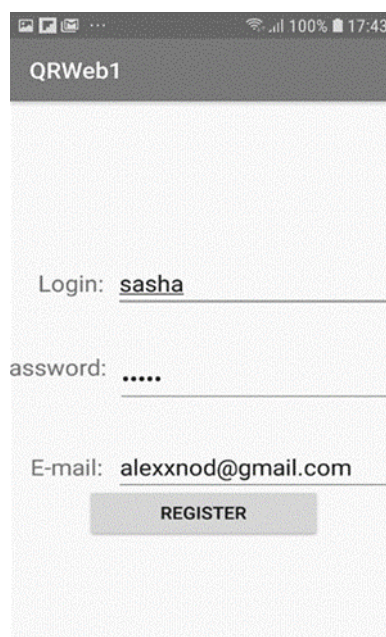 100% 17:43
QRWeb1
Login: sasha
assword: •••••
E-mail: alexxnod@gmail.com
REGISTER